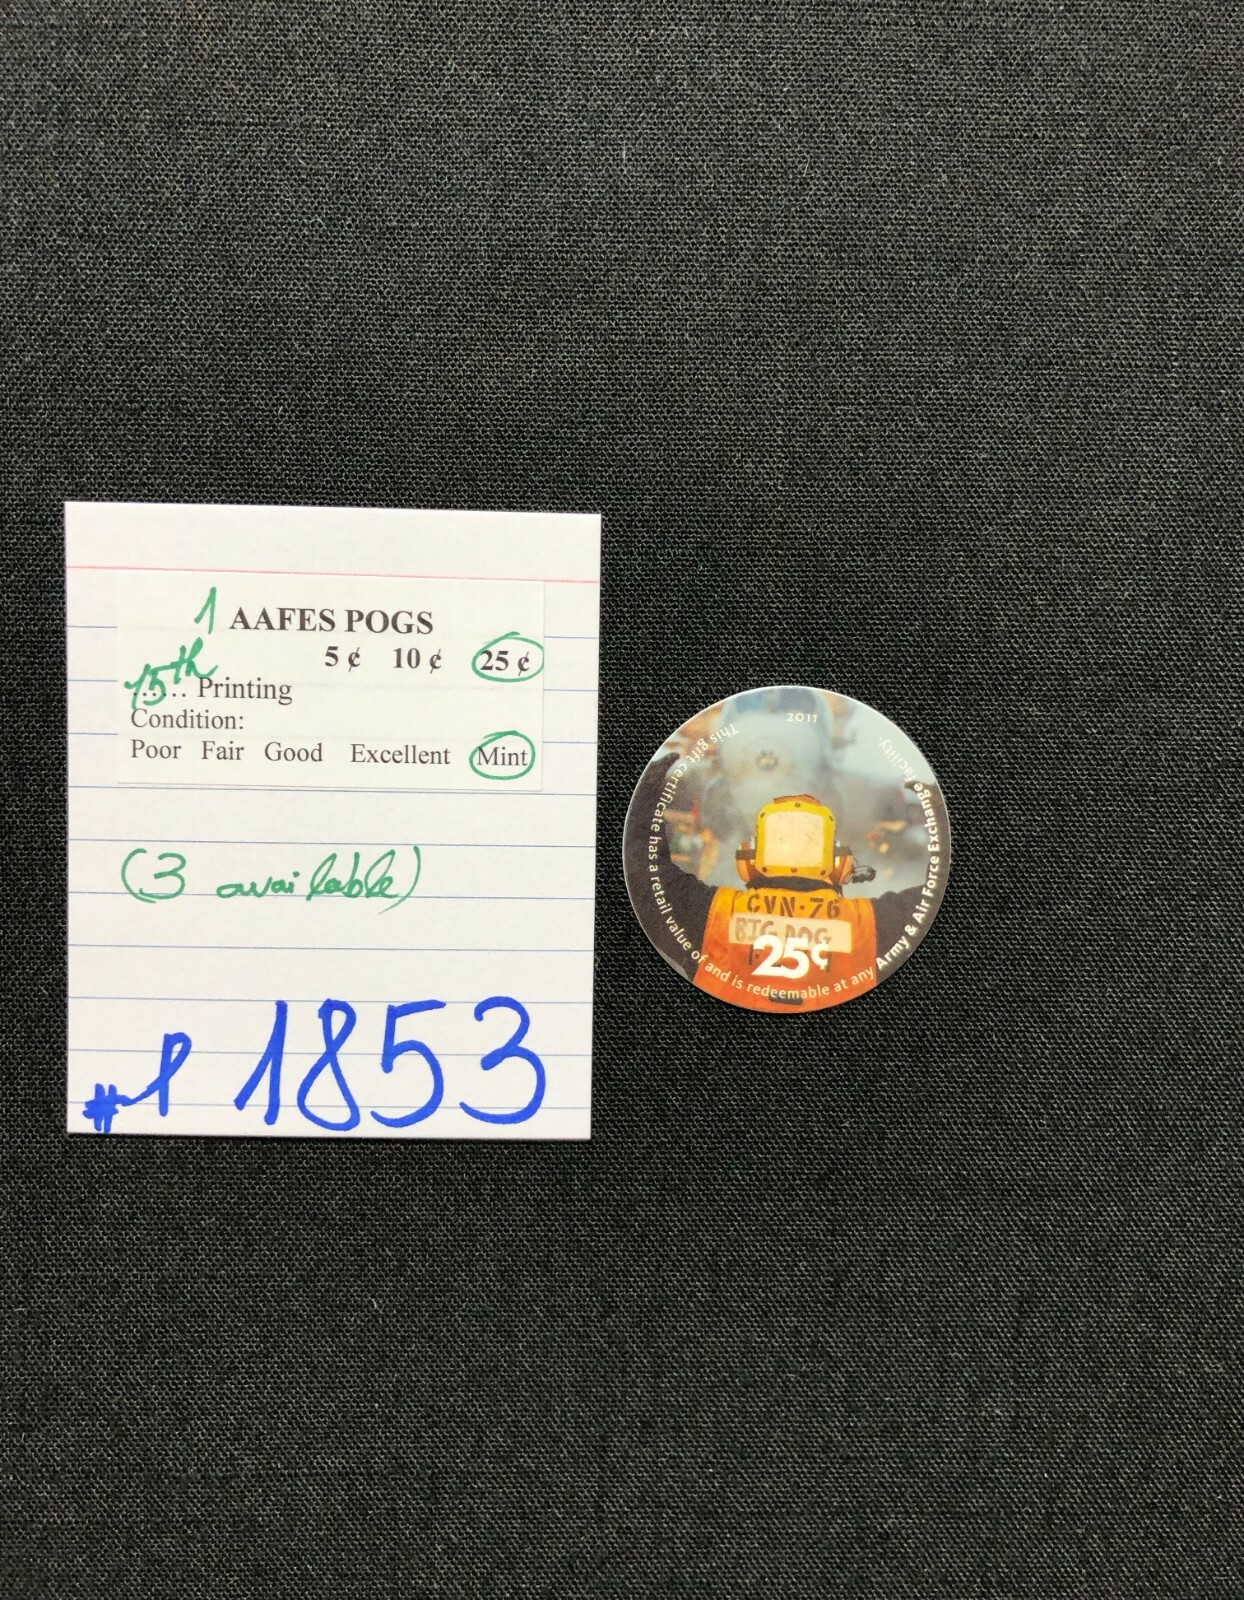 1 AAFES POGS
5 ¢ 10 ¢ 25 ¢
15th ...... Printing
Condition:
Poor Fair Good Excellent Mint
(3 available)
#P 1853
2011
This gift certificate has a retail value of and is redeemable at any Army & Air Force Exchange facility.
CVN-76
BIG DOG
25¢